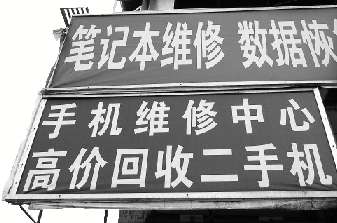 笔记本维修 数据恢
手机维修中心
高价回收二手机